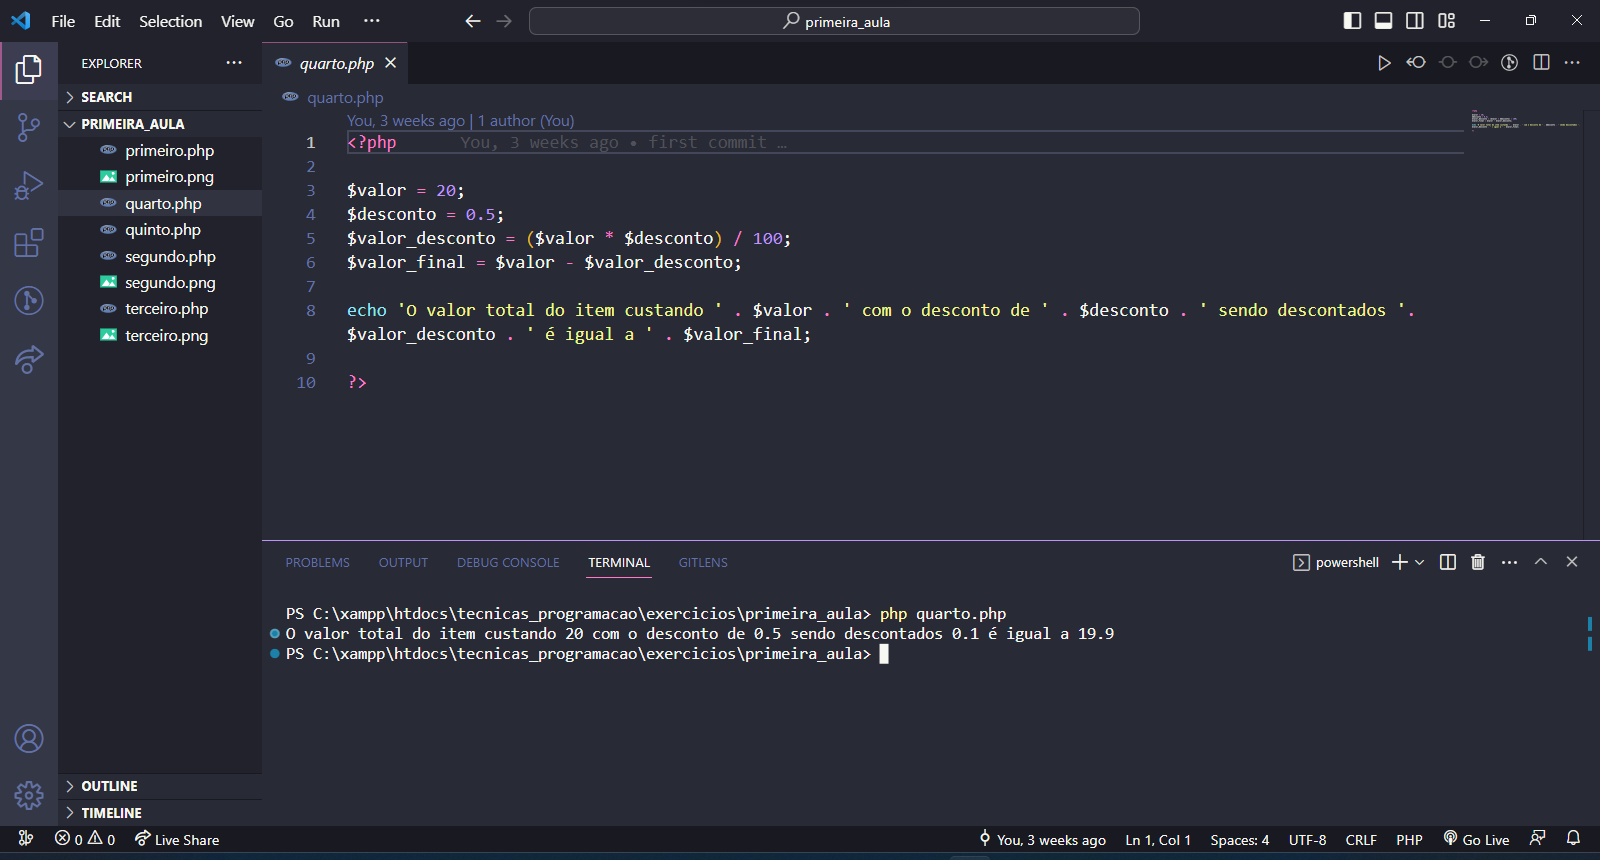 File Edit Selection View Go Run ···
primeira_aula
EXPLORER ···
SEARCH
PRIMEIRA_AULA
primeiro.php
primeiro.png
quarto.php
quinto.php
segundo.php
segundo.png
terceiro.php
terceiro.png
OUTLINE
TIMELINE
quarto.php
quarto.php
You, 3 weeks ago | 1 author (You)
1 <?php You, 3 weeks ago • first commit …
2
3 $valor = 20;
4 $desconto = 0.5;
5 $valor_desconto = ($valor * $desconto) / 100;
6 $valor_final = $valor - $valor_desconto;
7
8 echo 'O valor total do item custando ' . $valor . ' com o desconto de ' . $desconto . ' sendo descontados '.
$valor_desconto . ' é igual a ' . $valor_final;
9
10 ?>
PROBLEMS OUTPUT DEBUG CONSOLE TERMINAL GITLENS
powershell
PS C:\xampp\htdocs\tecnicas_programacao\exercicios\primeira_aula> php quarto.php
O valor total do item custando 20 com o desconto de 0.5 sendo descontados 0.1 é igual a 19.9
PS C:\xampp\htdocs\tecnicas_programacao\exercicios\primeira_aula>
0 0 Live Share
You, 3 weeks ago Ln 1, Col 1 Spaces: 4 UTF-8 CRLF PHP Go Live